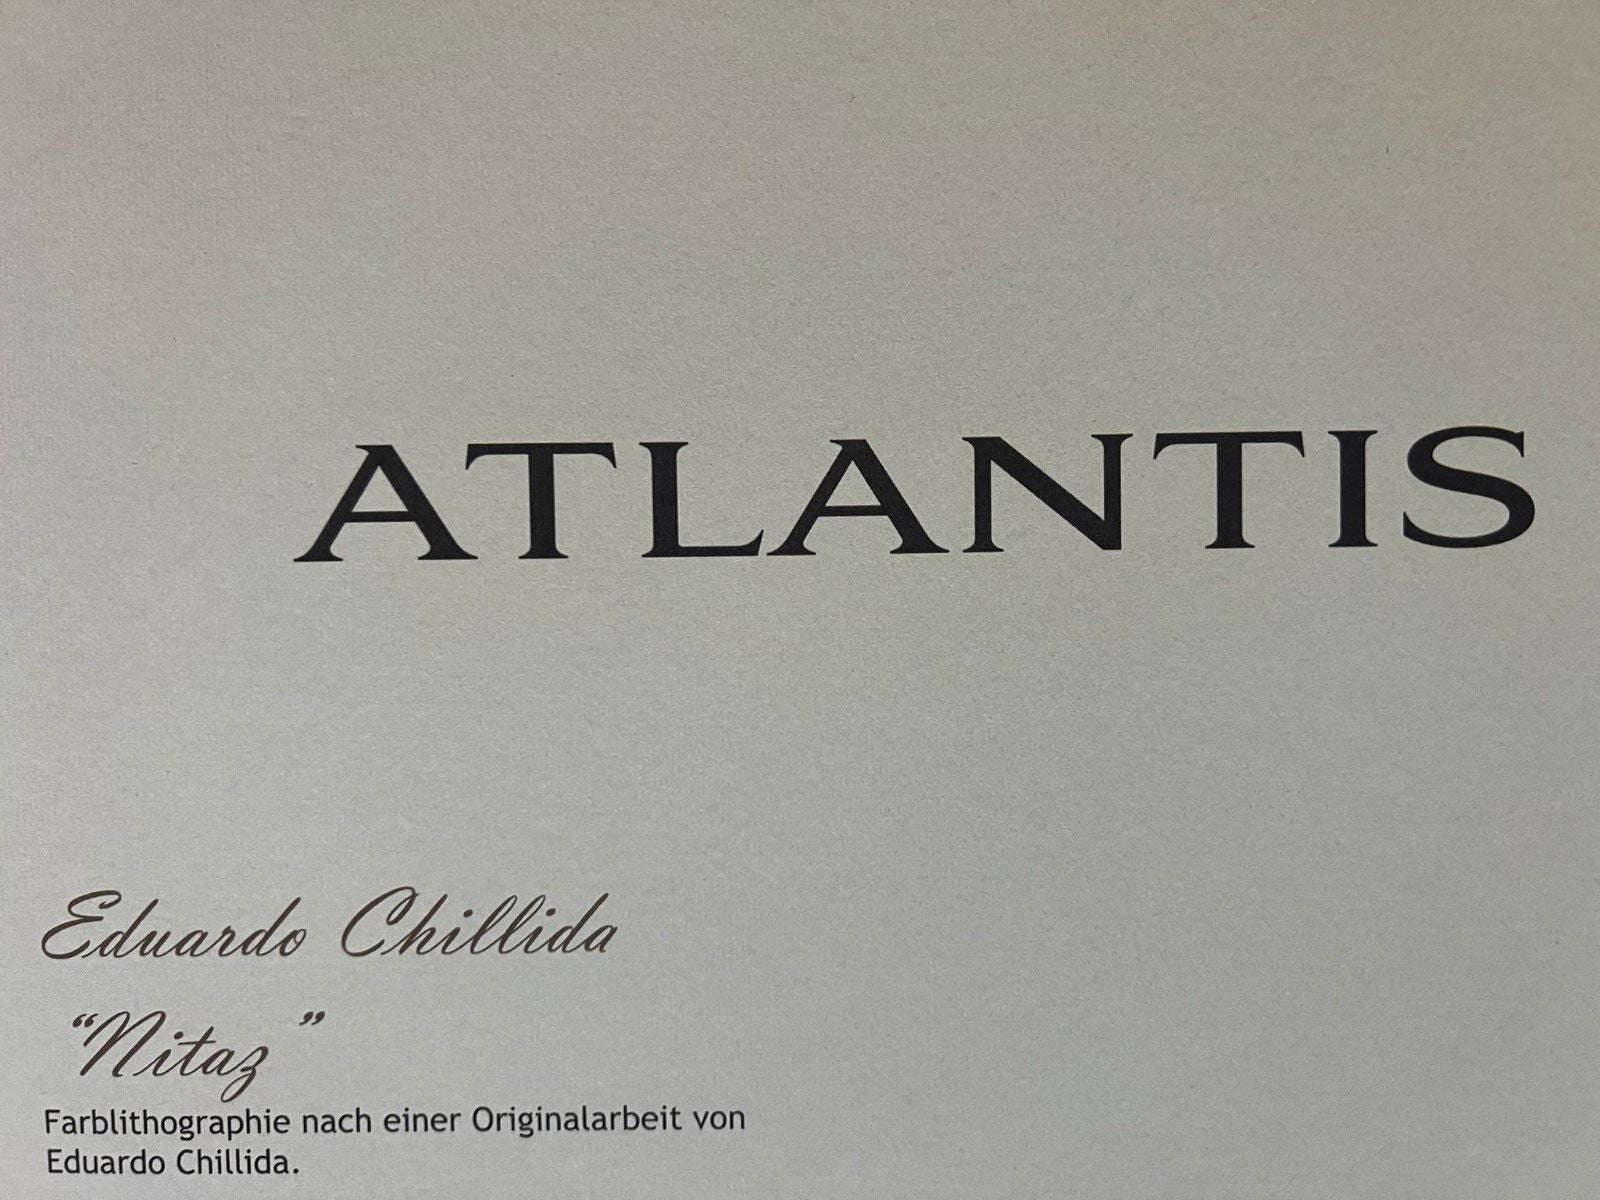 ATLANTIS
Eduardo Chillida
“Nitaz”
Farblithographie nach einer Originalarbeit von
Eduardo Chillida.